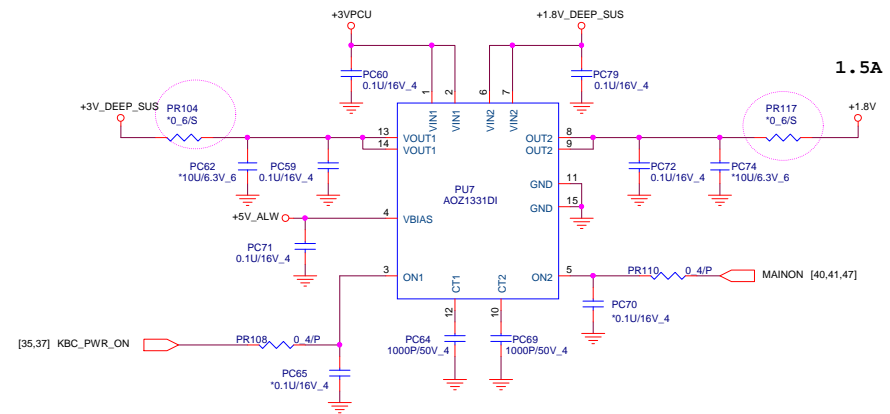 +3VPCU
+1.8V_DEEP_SUS
1.5A
PC60
0.1U/16V_4
PC79
0.1U/16V_4
1
2
6
7
VIN1
VIN1
VIN2
VIN2
+3V_DEEP_SUS
PR104
*0_6/S
PR117
*0_6/S
+1.8V
13
VOUT1
14
VOUT1
8
OUT2
9
OUT2
PC62
*10U/6.3V_6
PC59
0.1U/16V_4
PC72
0.1U/16V_4
PC74
*10U/6.3V_6
PU7
AOZ1331DI
11
GND
15
GND
+5V_ALW
4
VBIAS
PC71
0.1U/16V_4
3
ON1
5
ON2
CT1
CT2
12
10
PR110
0_4/P
MAINON [40,41,47]
PC70
*0.1U/16V_4
PC64
1000P/50V_4
PC69
1000P/50V_4
[35,37] KBC_PWR_ON
PR108
0_4/P
PC65
*0.1U/16V_4